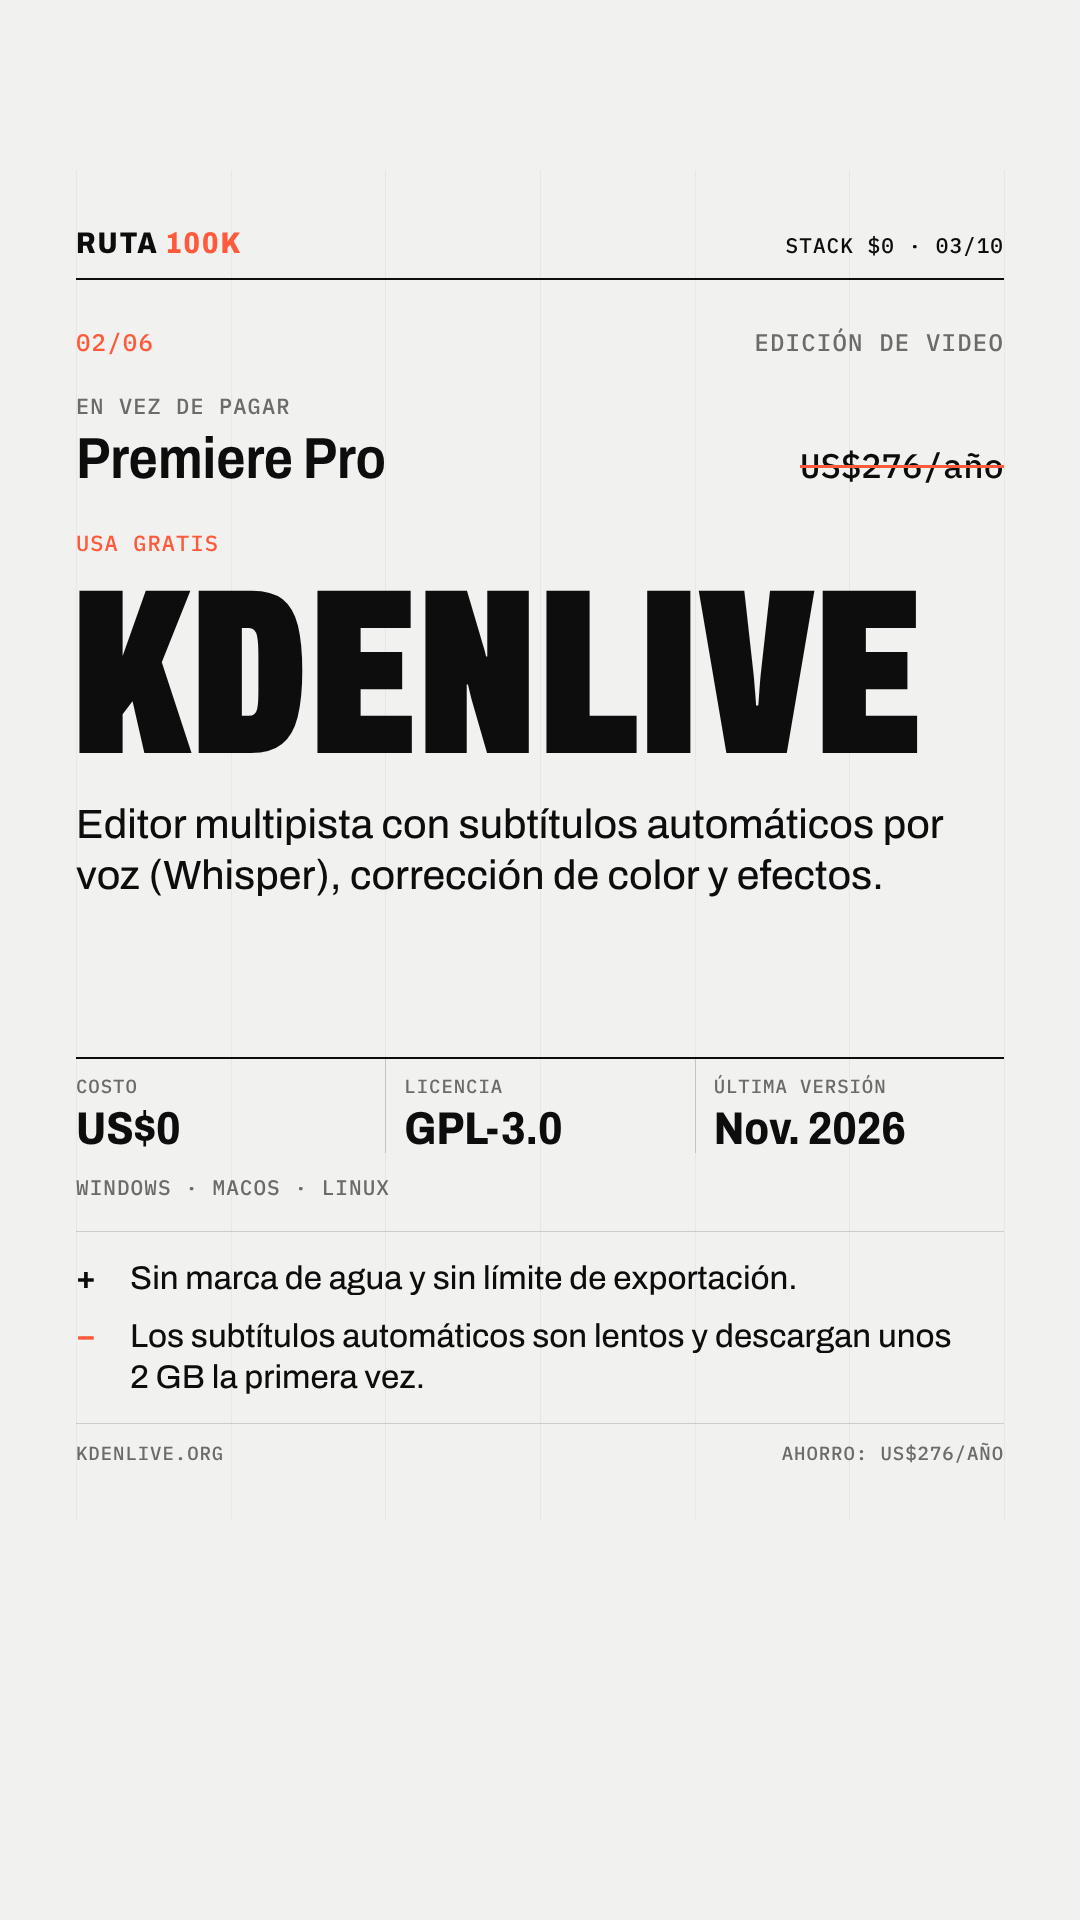 RUTA 100K
STACK $0 · 03/10
02/06
EDICIÓN DE VIDEO
EN VEZ DE PAGAR
Premiere Pro
US$276/año
USA GRATIS
KDENLIVE
Editor multipista con subtítulos automáticos por
voz (Whisper), corrección de color y efectos.
COSTO
US$0
LICENCIA
GPL-3.0
ÚLTIMA VERSIÓN
Nov. 2026
WINDOWS · MACOS · LINUX
+ Sin marca de agua y sin límite de exportación.
– Los subtítulos automáticos son lentos y descargan unos
2 GB la primera vez.
KDENLIVE.ORG
AHORRO: US$276/AÑO